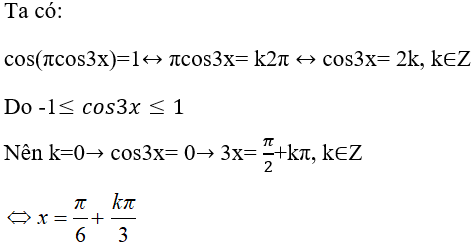 Ta có:
cos(πcos3x)=1↔ πcos3x= k2π ↔ cos3x= 2k, k∈Z
Do -1≤ cos3x ≤ 1
Nên k=0→ cos3x= 0→ 3x= π/2+kπ, k∈Z
⇔ x = π/6 + kπ/3